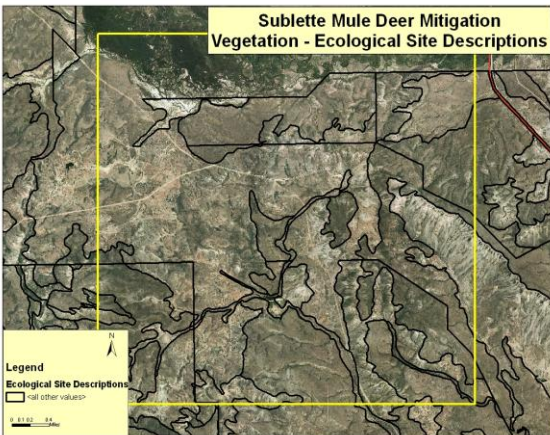 Sublette Mule Deer Mitigation
Vegetation - Ecological Site Descriptions
N
Legend
Ecological Site Descriptions
<all other values>